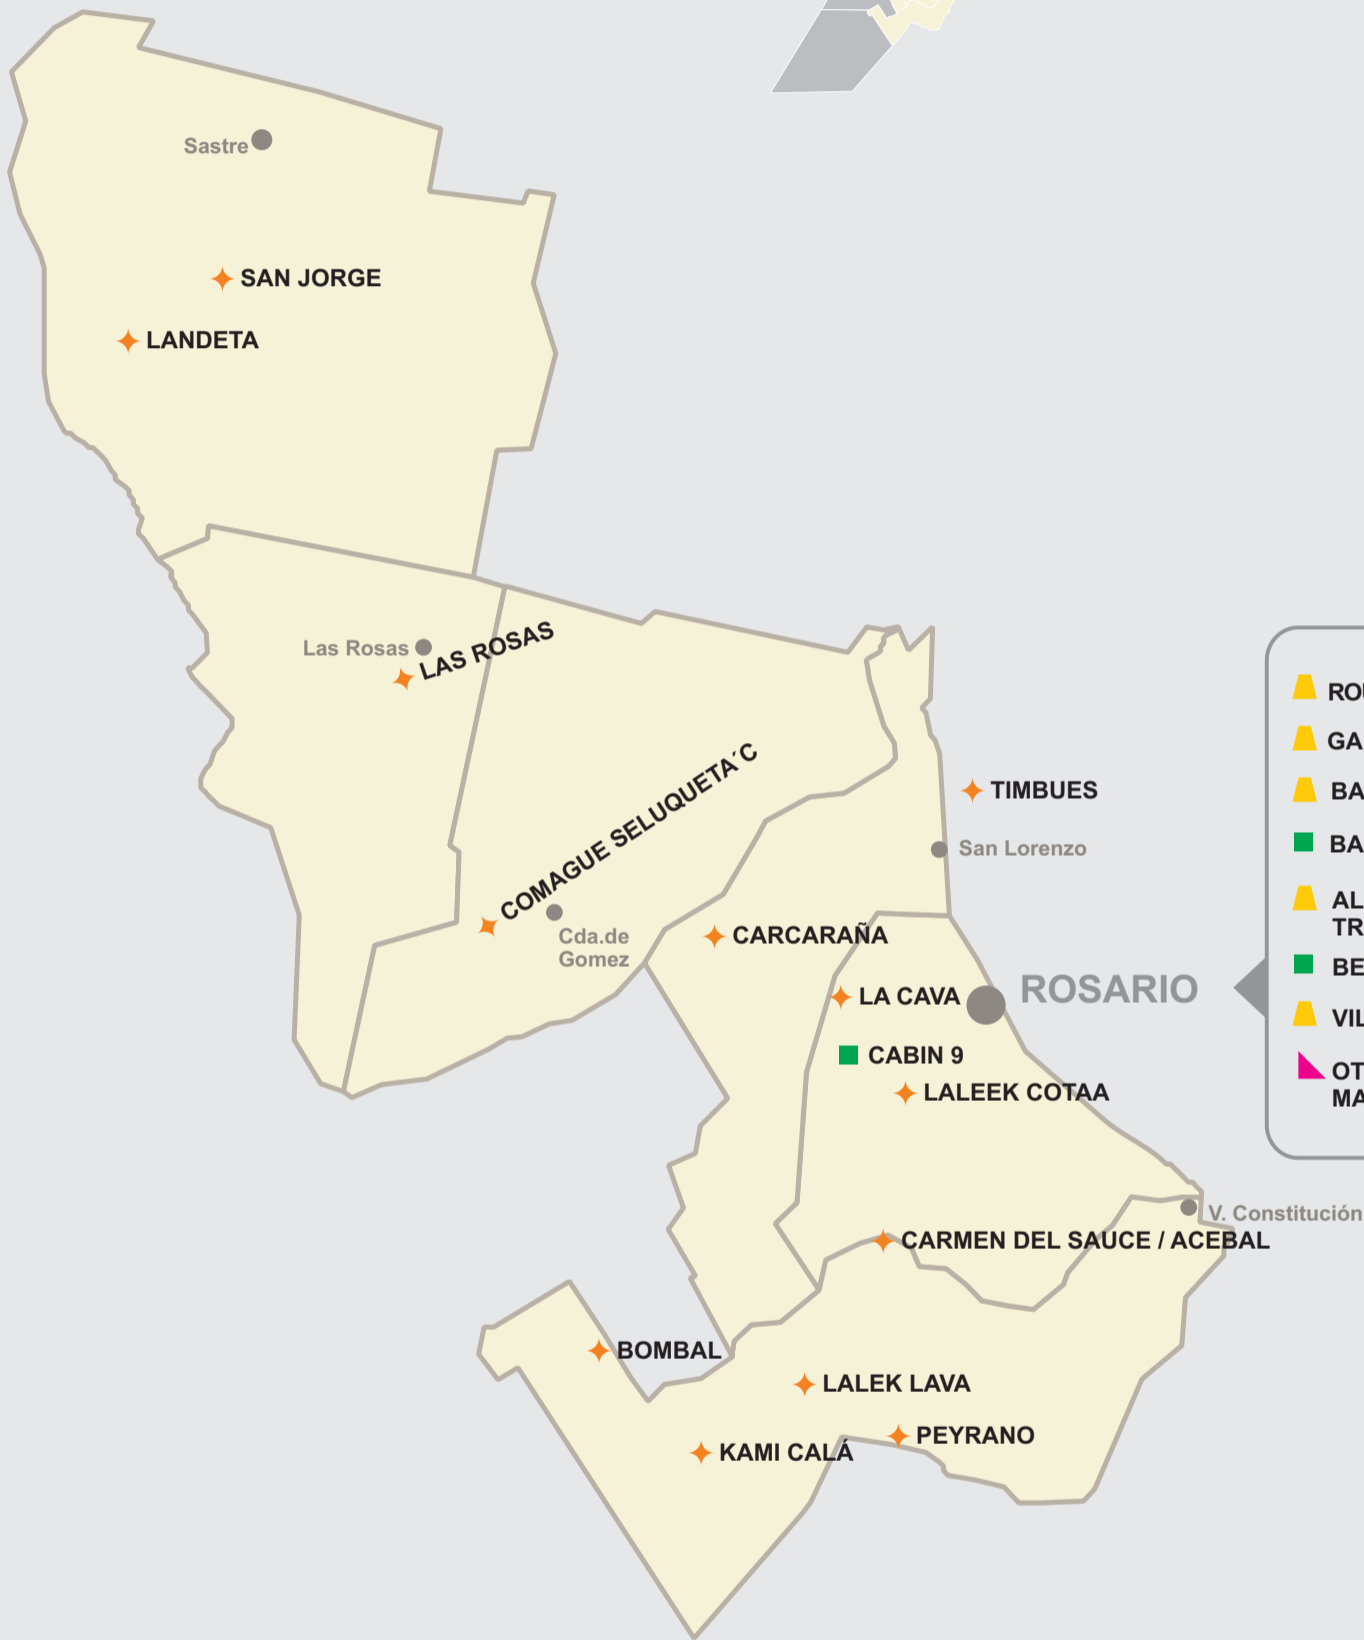 Sastre
SAN JORGE
LANDETA
Las Rosas
LAS ROSAS
COMAGUE SELUQUETA´C
Cda.de
Gomez
TIMBUES
San Lorenzo
CARCARAÑA
LA CAVA
ROSARIO
CABIN 9
LALEEK COTAA
V. Constitución
CARMEN DEL SAUCE / ACEBAL
BOMBAL
LALEK LAVA
PEYRANO
KAMI CALÁ